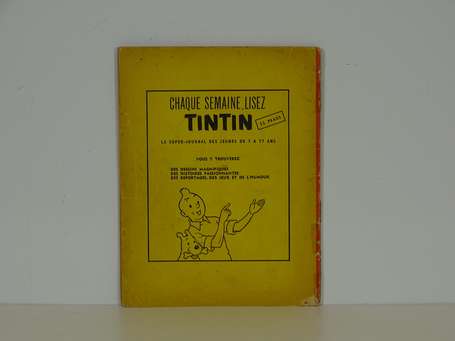 CHAQUE SEMAINE, LISEZ
TINTIN
LE SUPER-JOURNAL DES JEUNES DE 7 A 77 ANS
VOUS Y TROUVEREZ
DES DESSINS MAGNIFIQUES
DES HISTOIRES PASSIONNANTES
DES REPORTAGES, DES JEUX ET DE L'HUMOUR